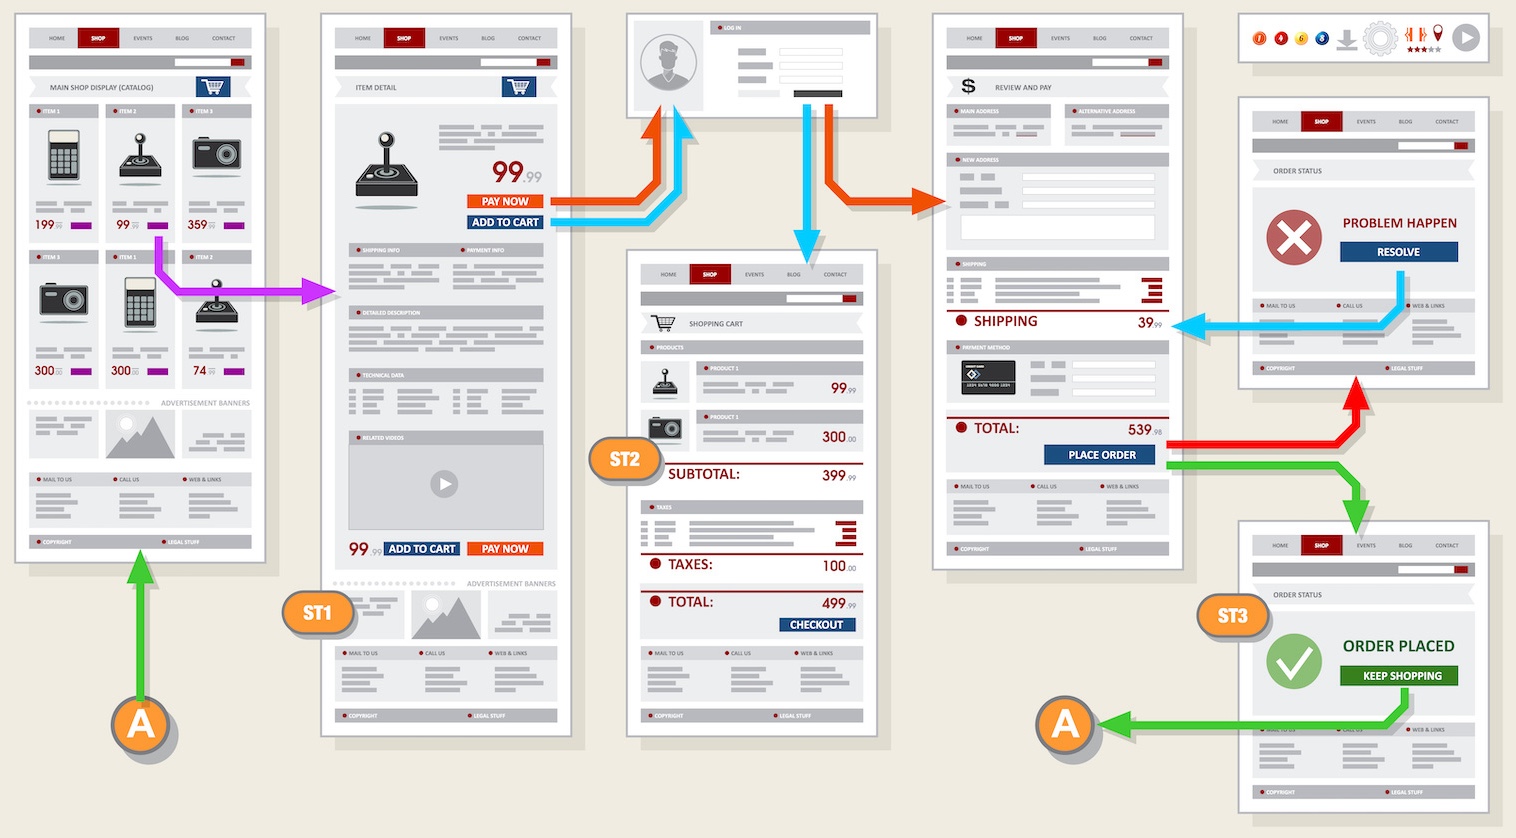 HOME SHOP EVENTS BLOG CONTACT
MAIN SHOP DISPLAY (CATALOG)
ITEM 1 ITEM 2 ITEM 3
199.99 99.99 359.99
ITEM 3 ITEM 1 ITEM 2
300.00 300.00 74.99
ADVERTISEMENT BANNERS
MAIL TO US CALL US WEB & LINKS
COPYRIGHT LEGAL STUFF
A
HOME SHOP EVENTS BLOG CONTACT
ITEM DETAIL
99.99
PAY NOW
ADD TO CART
SHIPPING INFO PAYMENT INFO
DETAILED DESCRIPTION
TECHNICAL DATA
RELATED VIDEOS
99.99 ADD TO CART PAY NOW
ADVERTISEMENT BANNERS
ST1
MAIL TO US CALL US WEB & LINKS
COPYRIGHT LEGAL STUFF
LOG IN
HOME SHOP EVENTS BLOG CONTACT
SHOPPING CART
PRODUCTS
PRODUCT 1
99.99
PRODUCT 1
300.00
ST2
SUBTOTAL: 399.99
TAXES
TAXES: 100.00
TOTAL: 499.99
CHECKOUT
MAIL TO US CALL US WEB & LINKS
COPYRIGHT LEGAL STUFF
HOME SHOP EVENTS BLOG CONTACT
$ REVIEW AND PAY
MAIN ADDRESS ALTERNATIVE ADDRESS
NEW ADDRESS
SHIPPING
SHIPPING 39.99
PAYMENT METHOD
TOTAL: 539.98
PLACE ORDER
MAIL TO US CALL US WEB & LINKS
COPYRIGHT LEGAL STUFF
A
HOME SHOP EVENTS BLOG CONTACT
ORDER STATUS
PROBLEM HAPPEN
RESOLVE
MAIL TO US CALL US WEB & LINKS
COPYRIGHT LEGAL STUFF
HOME SHOP EVENTS BLOG CONTACT
ORDER STATUS
ST3
ORDER PLACED
KEEP SHOPPING
CALL US WEB & LINKS
COPYRIGHT LEGAL STUFF